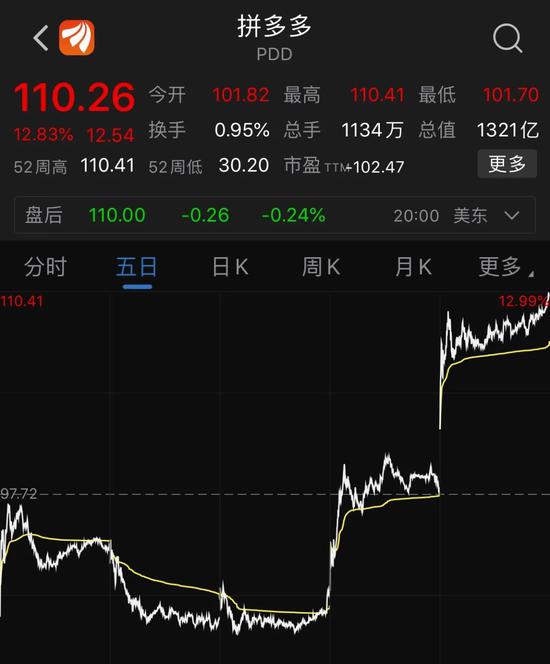 拼多多
PDD
110.26 今开 101.82 最高 110.41 最低 101.70
12.83% 12.54 换手 0.95% 总手 1134万 总值 1321亿
52周高 110.41 52周低 30.20 市盈TTM -102.47 更多
盘后 110.00 -0.26 -0.24% 20:00 美东
分时 五日 日K 周K 月K 更多
110.41 12.99%
97.72